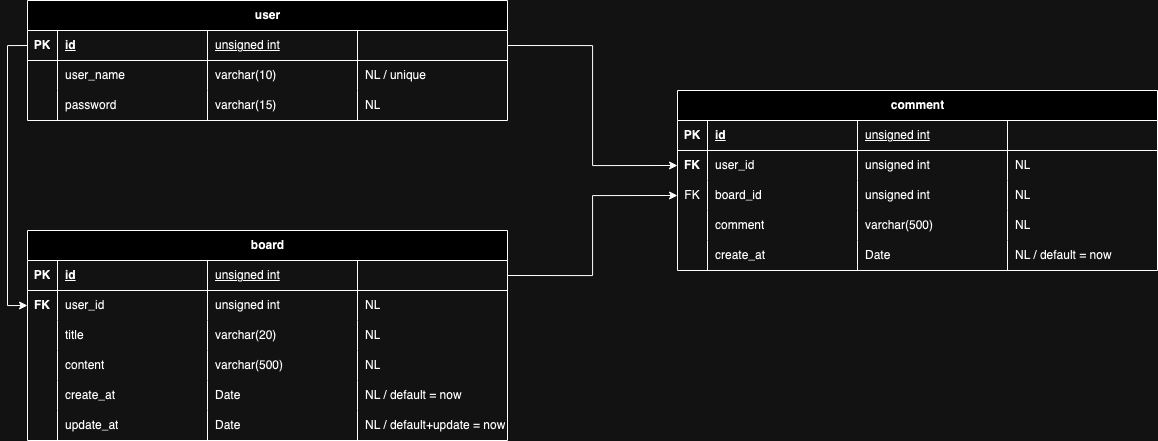 user
PK id unsigned int
user_name varchar(10) NL / unique
password varchar(15) NL
comment
PK id unsigned int
FK user_id unsigned int NL
FK board_id unsigned int NL
comment varchar(500) NL
create_at Date NL / default = now
board
PK id unsigned int
FK user_id unsigned int NL
title varchar(20) NL
content varchar(500) NL
create_at Date NL / default = now
update_at Date NL / default+update = now